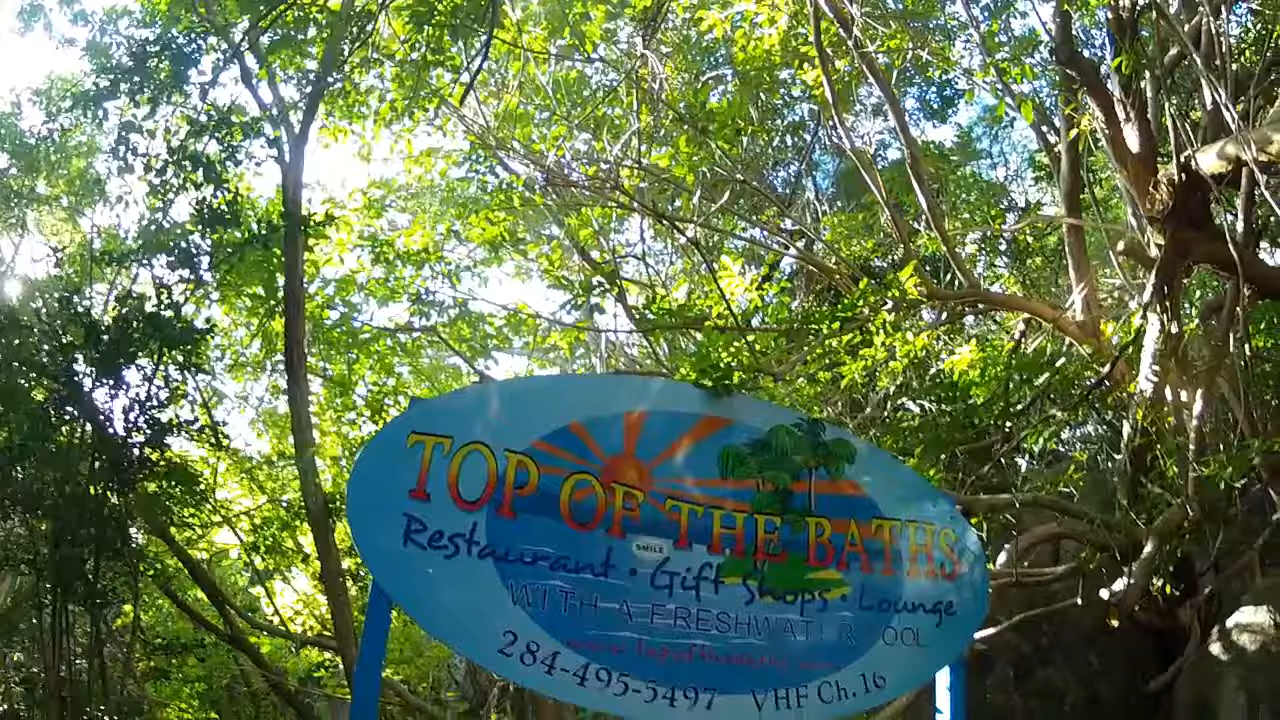 TOP OF THE BATHS
SMILE
Restaurant • Gift Shops • Lounge
WITH A FRESHWATER POOL
284-495-5497 VHF Ch.16